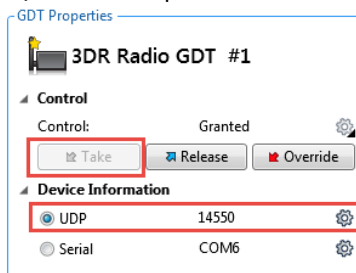 GDT Properties
3DR Radio GDT #1
Control
Control: Granted
Take Release Override
Device Information
UDP 14550
Serial COM6